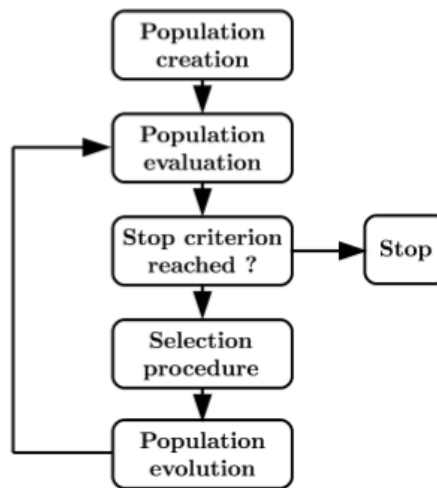 Population
creation
Population
evaluation
Stop criterion
reached ?
Stop
Selection
procedure
Population
evolution